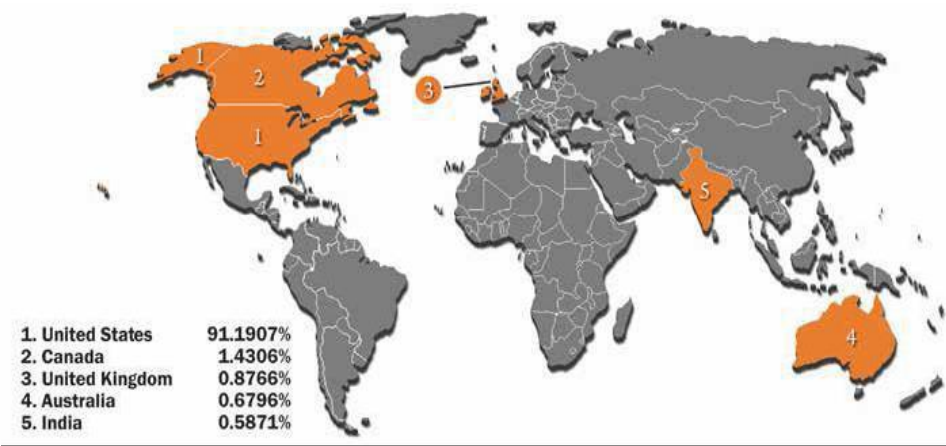 1
2
3
1
5
4
1. United States 91.1907%
2. Canada 1.4306%
3. United Kingdom 0.8766%
4. Australia 0.6796%
5. India 0.5871%